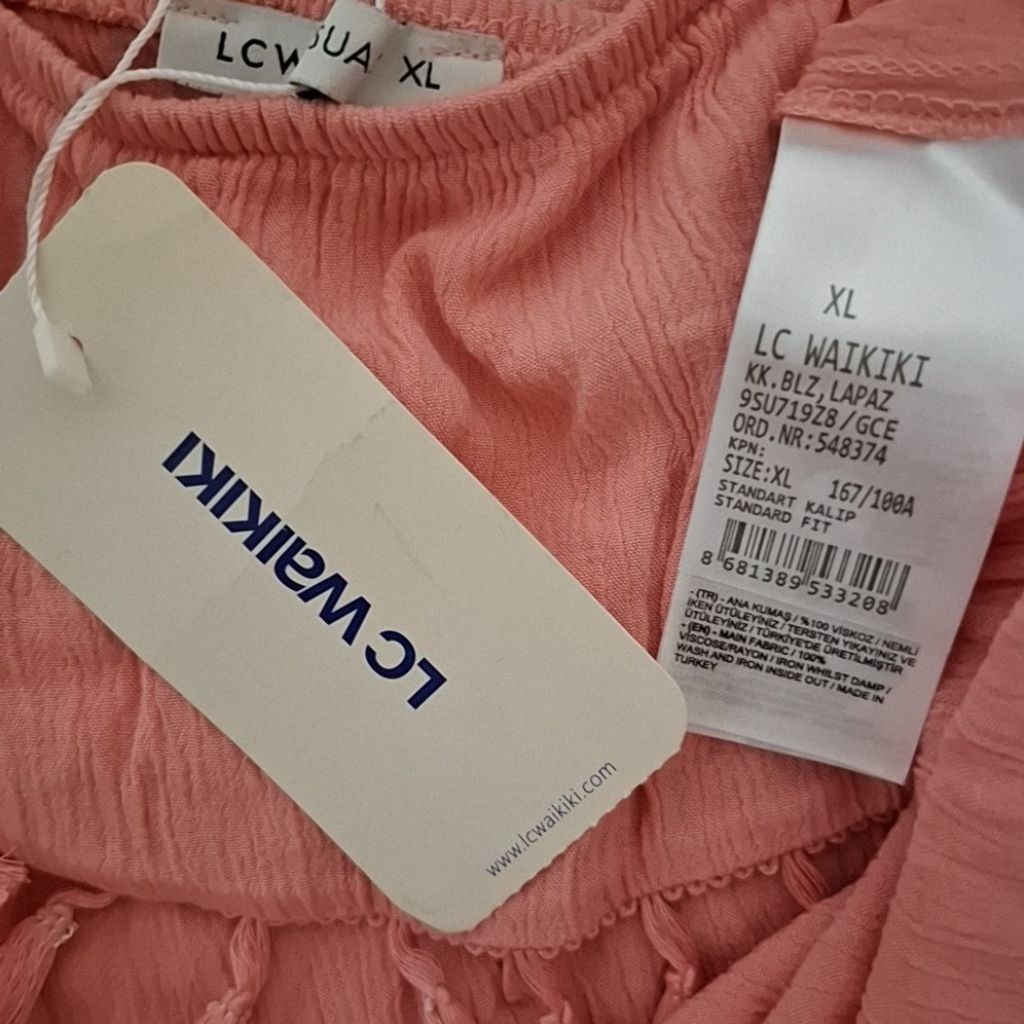 LCW
SUA
XL
LC Waikiki
www.lcwaikiki.com
XL
LC WAIKIKI
KK.BLZ,LAPAZ
9SU719Z8/GCE
ORD.NR:548374
KPN:
SIZE:XL 167/100A
STANDART KALIP
STANDARD FIT
8 681389 533208
- (TR) - ANA KUMAŞ / %100 VİSKOZ / NEMLİ
İKEN ÜTÜLEYİNİZ / TERSTEN YIKAYINIZ VE
ÜTÜLEYİNİZ / TÜRKİYE'DE ÜRETİLMİŞTİR
- (EN) - MAIN FABRIC / 100%
VISCOSE/RAYON / IRON WHILST DAMP /
WASH AND IRON INSIDE OUT / MADE IN
TURKEY